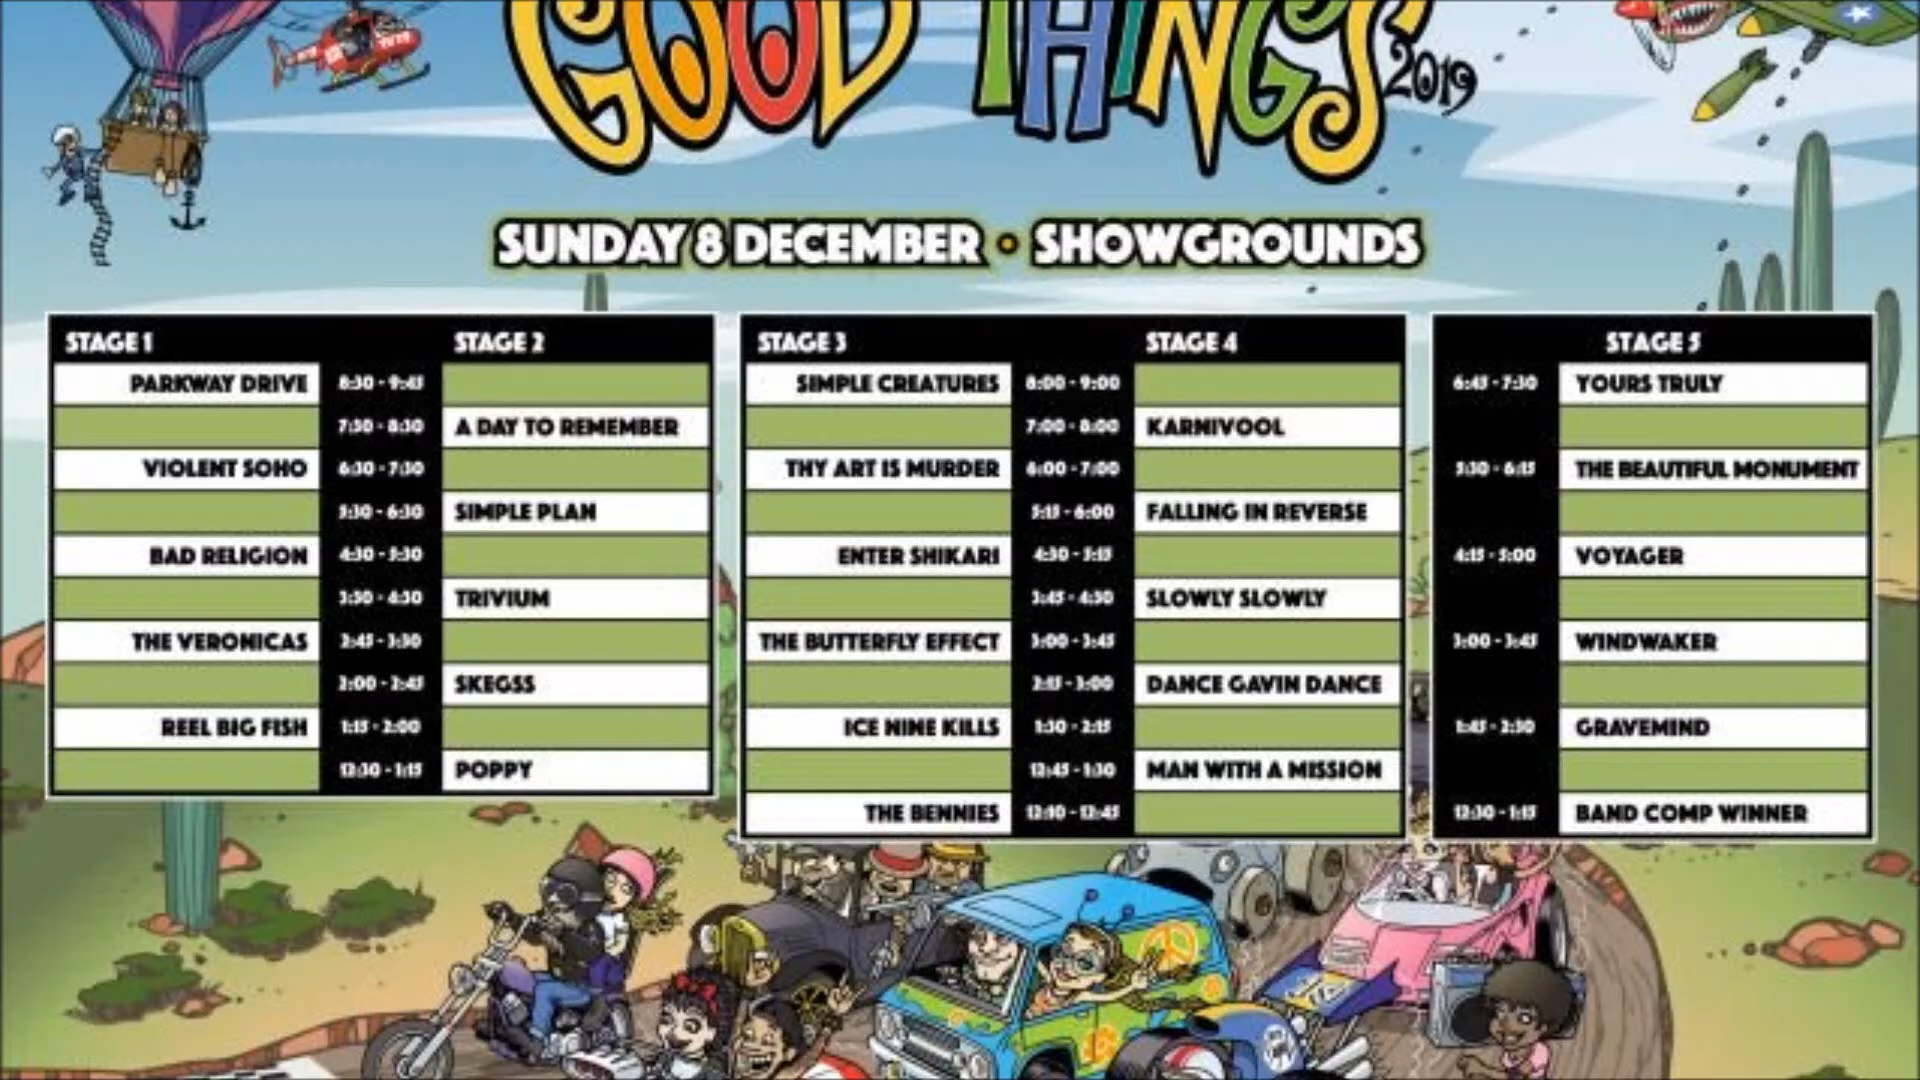 GOOD THINGS 2019
SUNDAY 8 DECEMBER • SHOWGROUNDS
STAGE 1 STAGE 2
PARKWAY DRIVE 8:30 - 9:45
7:30 - 8:30 A DAY TO REMEMBER
VIOLENT SOHO 6:30 - 7:30
5:30 - 6:30 SIMPLE PLAN
BAD RELIGION 4:30 - 5:30
3:30 - 4:30 TRIVIUM
THE VERONICAS 2:45 - 3:30
2:00 - 2:45 SKEGSS
REEL BIG FISH 1:15 - 2:00
12:30 - 1:15 POPPY
STAGE 3 STAGE 4
SIMPLE CREATURES 8:00 - 9:00
7:00 - 8:00 KARNIVOOL
THY ART IS MURDER 6:00 - 7:00
5:15 - 6:00 FALLING IN REVERSE
ENTER SHIKARI 4:30 - 5:15
3:45 - 4:30 SLOWLY SLOWLY
THE BUTTERFLY EFFECT 3:00 - 3:45
2:15 - 3:00 DANCE GAVIN DANCE
ICE NINE KILLS 1:30 - 2:15
12:45 - 1:30 MAN WITH A MISSION
THE BENNIES 12:10 - 12:45
STAGE 5
6:45 - 7:30 YOURS TRULY
5:30 - 6:15 THE BEAUTIFUL MONUMENT
4:15 - 5:00 VOYAGER
3:00 - 3:45 WINDWAKER
1:45 - 2:30 GRAVEMIND
12:30 - 1:15 BAND COMP WINNER